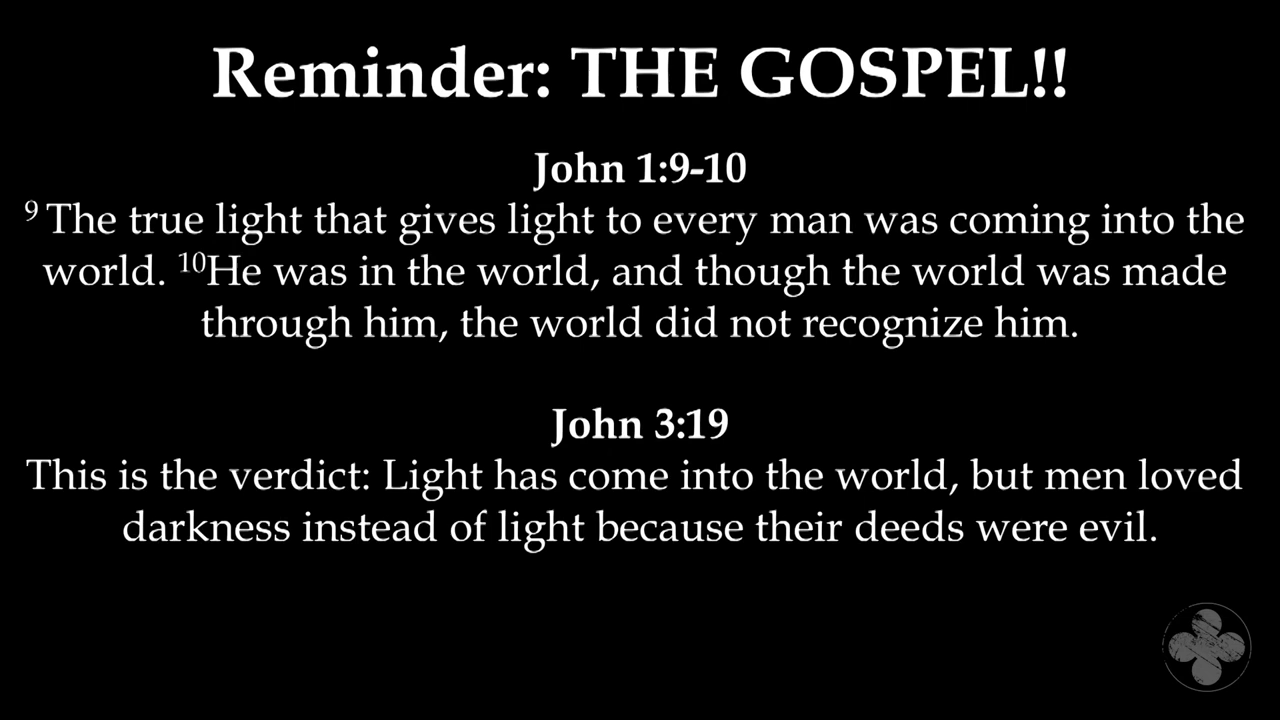 Reminder: THE GOSPEL!!
John 1:9-10
⁹ The true light that gives light to every man was coming into the
world. ¹⁰He was in the world, and though the world was made
through him, the world did not recognize him.
John 3:19
This is the verdict: Light has come into the world, but men loved
darkness instead of light because their deeds were evil.